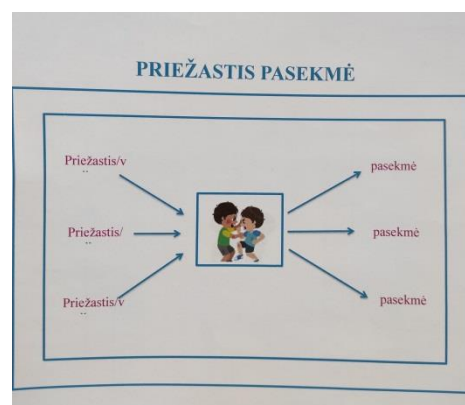 PRIEŽASTIS PASEKMĖ
Priežastis/v
pasekmė
Priežastis/
pasekmė
Priežastis/v
pasekmė